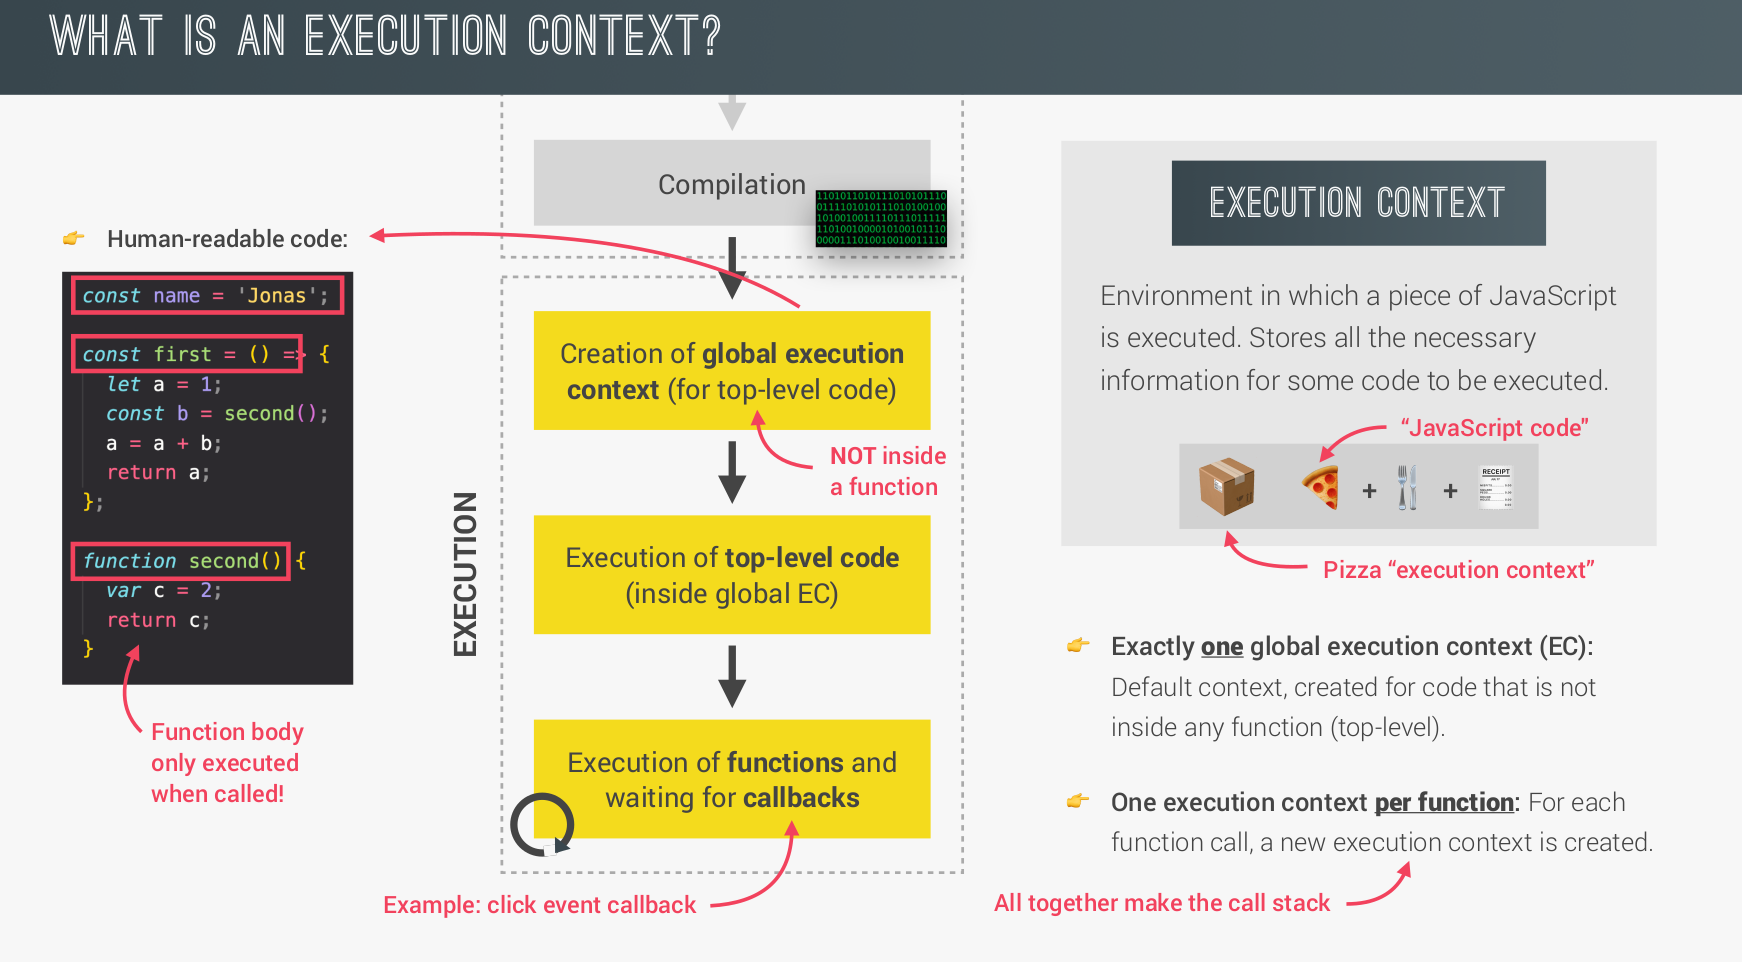 WHAT IS AN EXECUTION CONTEXT?
Compilation
11010110101110101011110
01111010101110101001 00
👉 Human-readable code:
const name = 'Jonas';
const first = () => {
let a = 1;
const b = second();
a = a + b;
return a;
};
function second() {
var c = 2;
return c;
}
Function body
only executed
when called!
EXECUTION
Creation of global execution
context (for top-level code)
NOT inside
a function
Execution of top-level code
(inside global EC)
Execution of functions and
waiting for callbacks
Example: click event callback
EXECUTION CONTEXT
Environment in which a piece of JavaScript
is executed. Stores all the necessary
information for some code to be executed.
“JavaScript code”
+ +
RECEIPT
Pizza “execution context”
👉 Exactly one global execution context (EC):
Default context, created for code that is not
inside any function (top-level).
👉 One execution context per function: For each
function call, a new execution context is created.
All together make the call stack